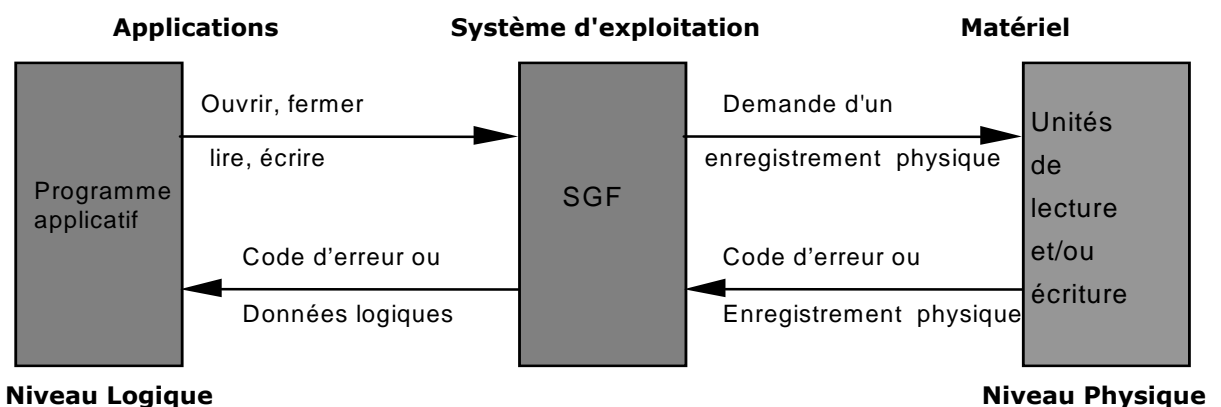 Applications
Système d'exploitation
Matériel
Programme
applicatif
Ouvrir, fermer
lire, écrire
Code d’erreur ou
Données logiques
SGF
Demande d'un
enregistrement physique
Code d’erreur ou
Enregistrement physique
Unités
de
lecture
et/ou
écriture
Niveau Logique
Niveau Physique